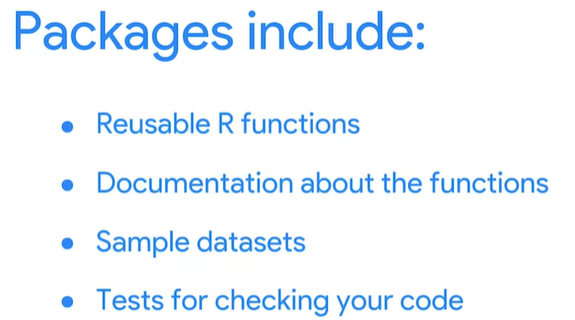 Packages include:
• Reusable R functions
• Documentation about the functions
• Sample datasets
• Tests for checking your code